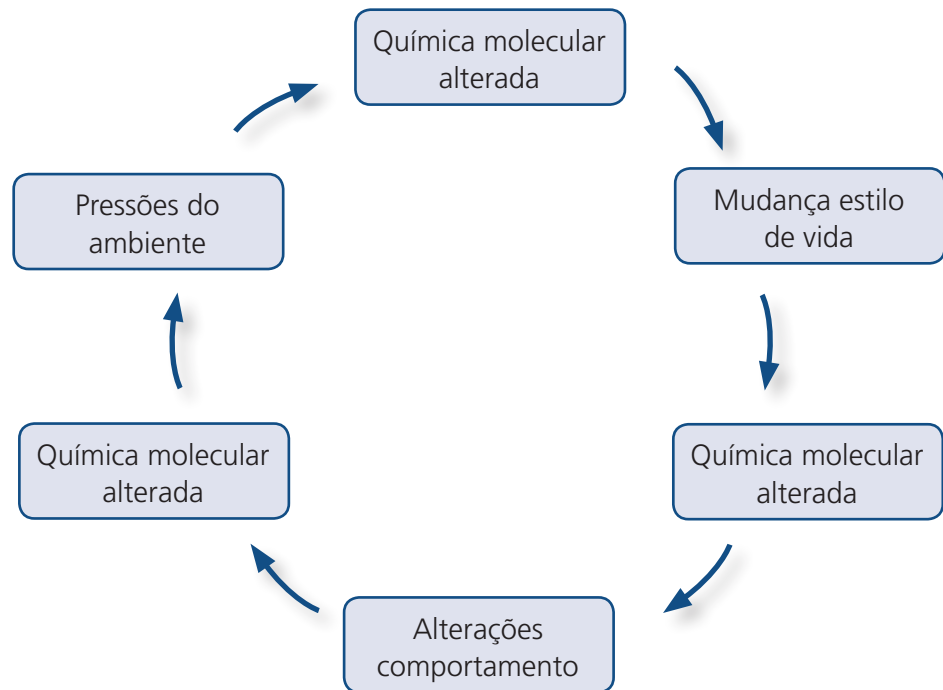 Química molecular
alterada
Mudança estilo
de vida
Química molecular
alterada
Alterações
comportamento
Química molecular
alterada
Pressões do
ambiente